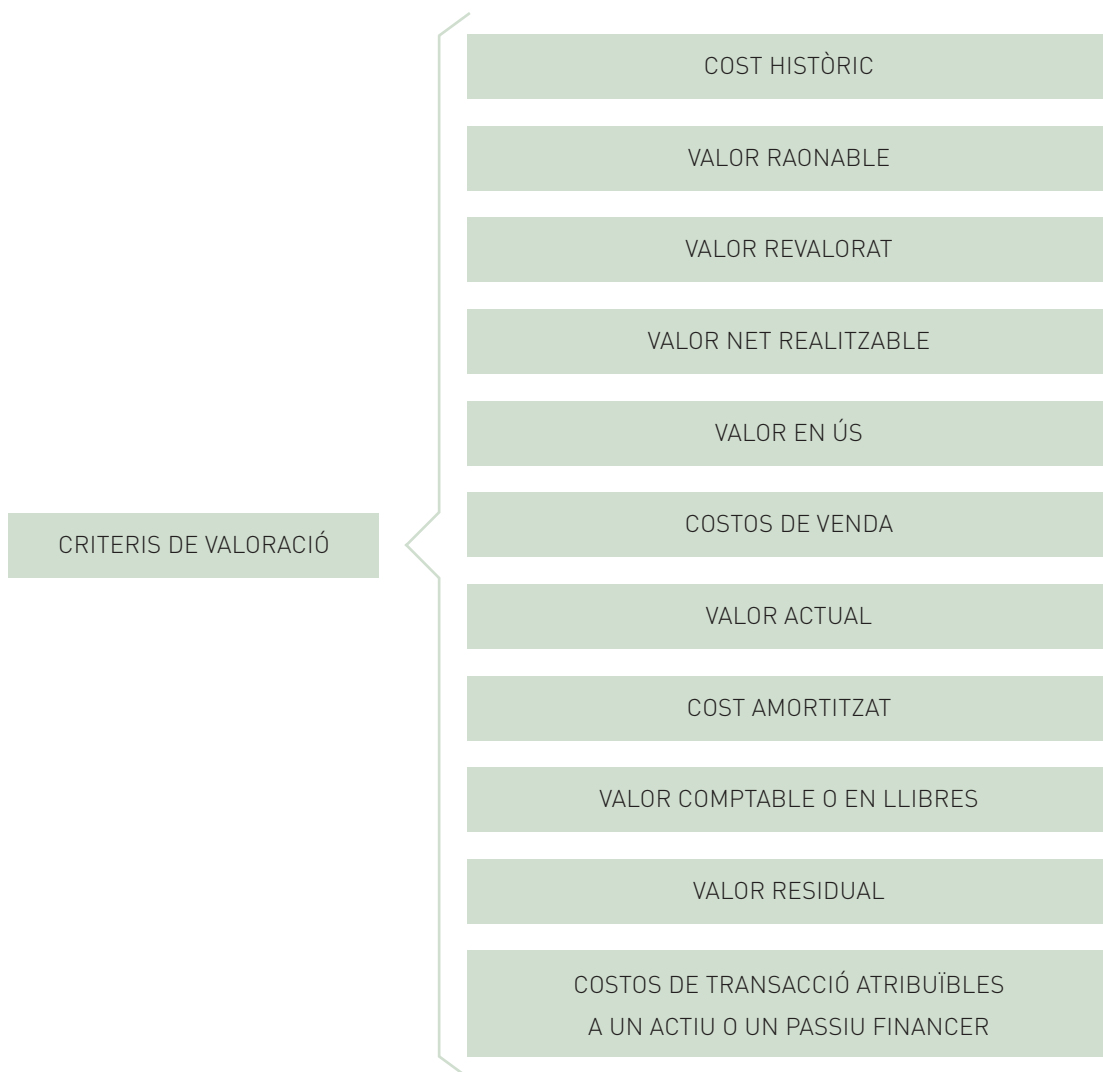 COST HISTÒRIC
VALOR RAONABLE
VALOR REVALORAT
VALOR NET REALITZABLE
VALOR EN ÚS
COSTOS DE VENDA
CRITERIS DE VALORACIÓ
VALOR ACTUAL
COST AMORTITZAT
VALOR COMPTABLE O EN LLIBRES
VALOR RESIDUAL
COSTOS DE TRANSACCIÓ ATRIBUÏBLES
A UN ACTIU O UN PASSIU FINANCER